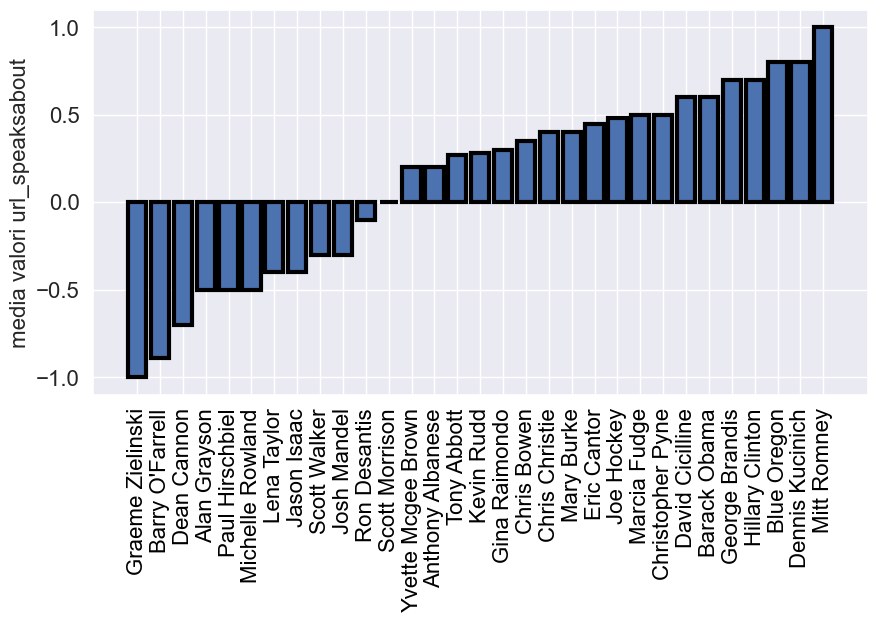 media valori url_speaksabout
1.0
0.5
0.0
−0.5
−1.0
Graeme Zielinski
Barry O'Farrell
Dean Cannon
Alan Grayson
Paul Hirschbiel
Michelle Rowland
Lena Taylor
Jason Isaac
Scott Walker
Josh Mandel
Ron Desantis
Scott Morrison
Yvette Mcgee Brown
Anthony Albanese
Tony Abbott
Kevin Rudd
Gina Raimondo
Chris Bowen
Chris Christie
Mary Burke
Eric Cantor
Joe Hockey
Marcia Fudge
Christopher Pyne
David Cicilline
Barack Obama
George Brandis
Hillary Clinton
Blue Oregon
Dennis Kucinich
Mitt Romney